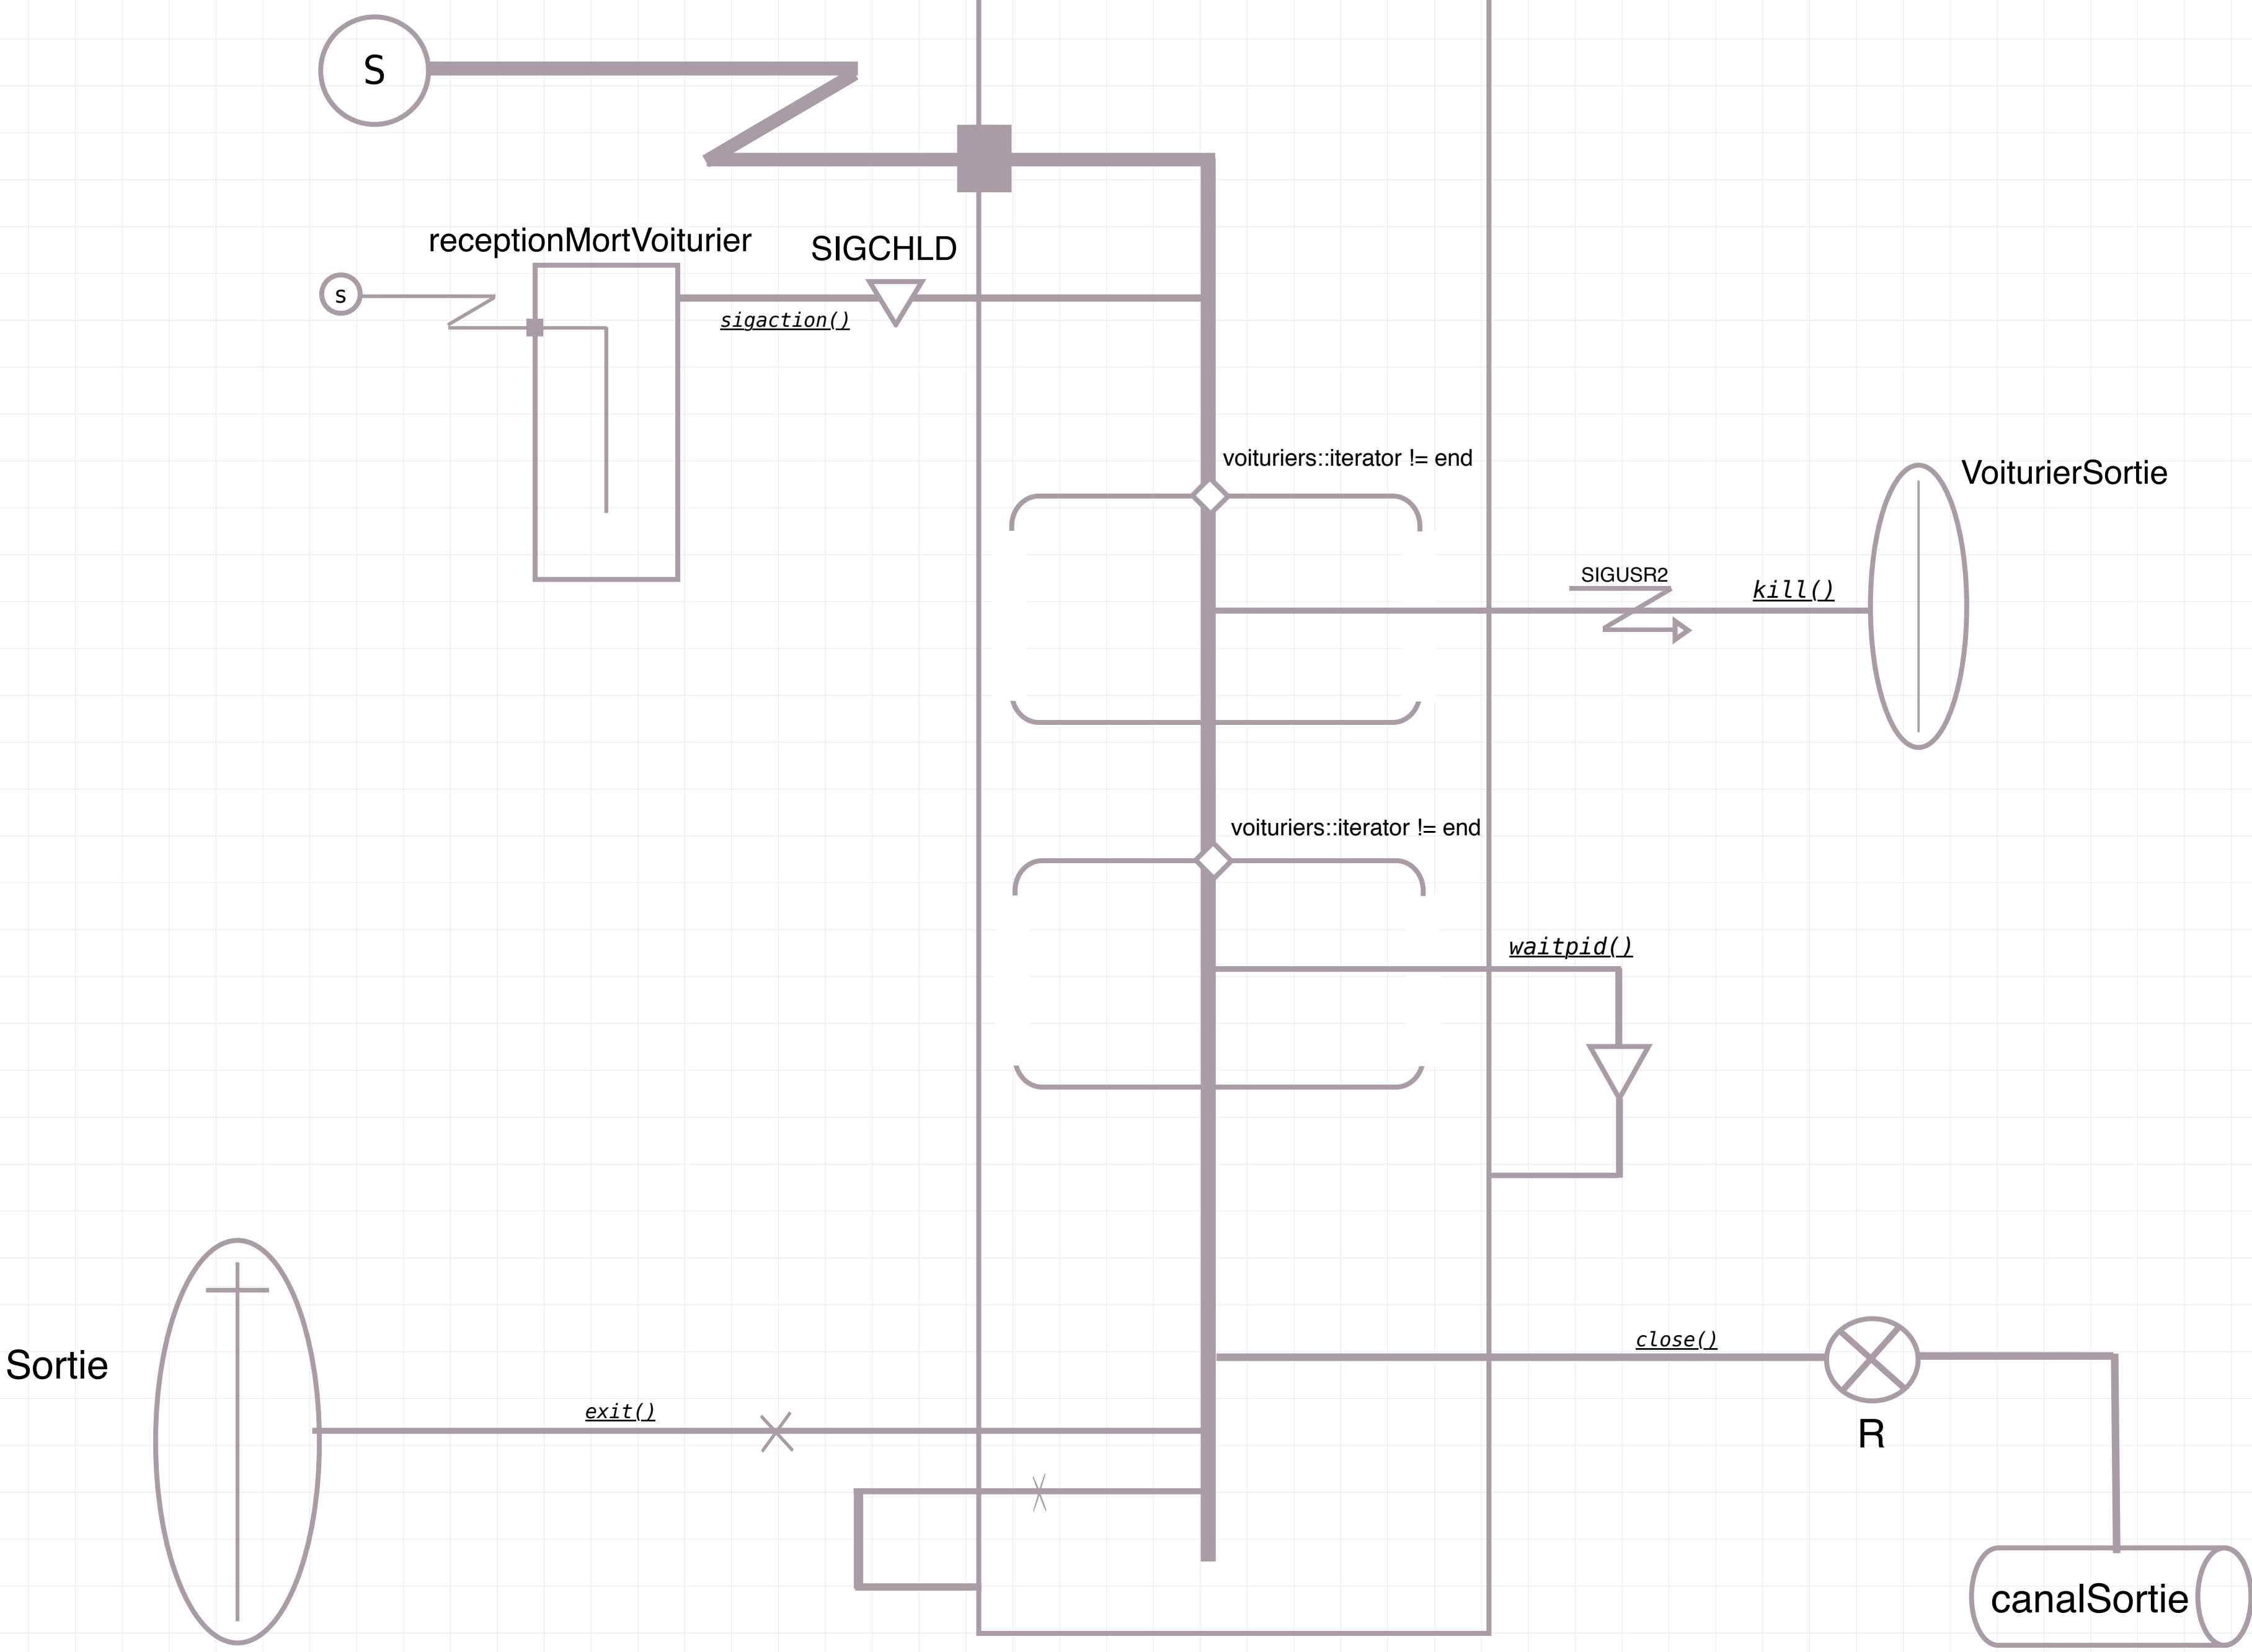 S
receptionMortVoiturier
SIGCHLD
s
sigaction()
voituriers::iterator != end
VoiturierSortie
SIGUSR2
kill()
voituriers::iterator != end
waitpid()
close()
Sortie
exit()
R
canalSortie